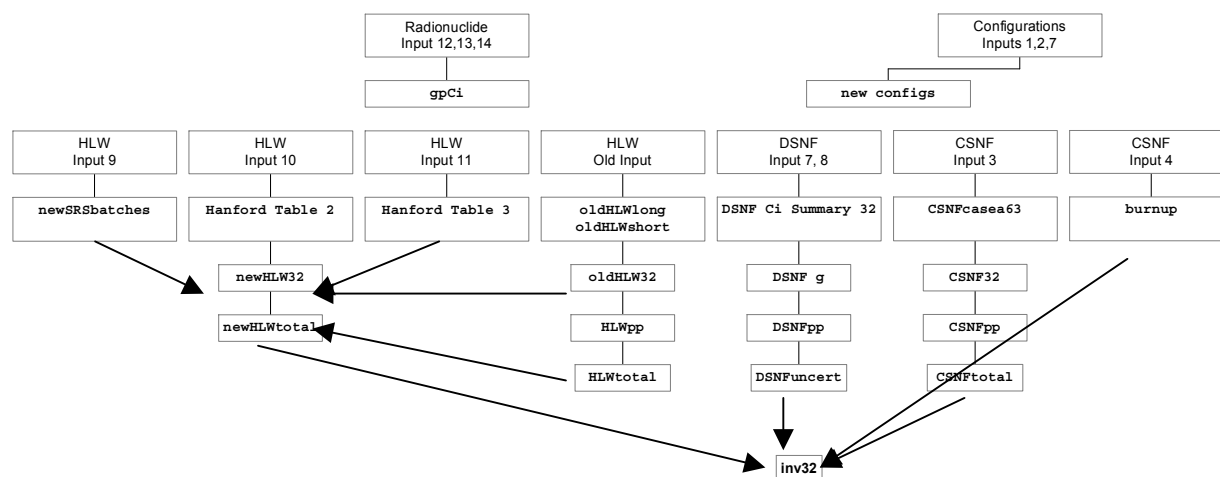 Radionuclide
Input 12,13,14
Configurations
Inputs 1,2,7
gpCi
new configs
HLW
Input 9
HLW
Input 10
HLW
Input 11
HLW
Old Input
DSNF
Input 7, 8
CSNF
Input 3
CSNF
Input 4
newSRSbatches
Hanford Table 2
Hanford Table 3
oldHLWlong
oldHLWshort
DSNF Ci Summary 32
CSNFcasea63
burnup
newHLW32
oldHLW32
DSNF g
CSNF32
newHLWtotal
HLWpp
DSNFpp
CSNFpp
HLWtotal
DSNFuncert
CSNFtotal
inv32